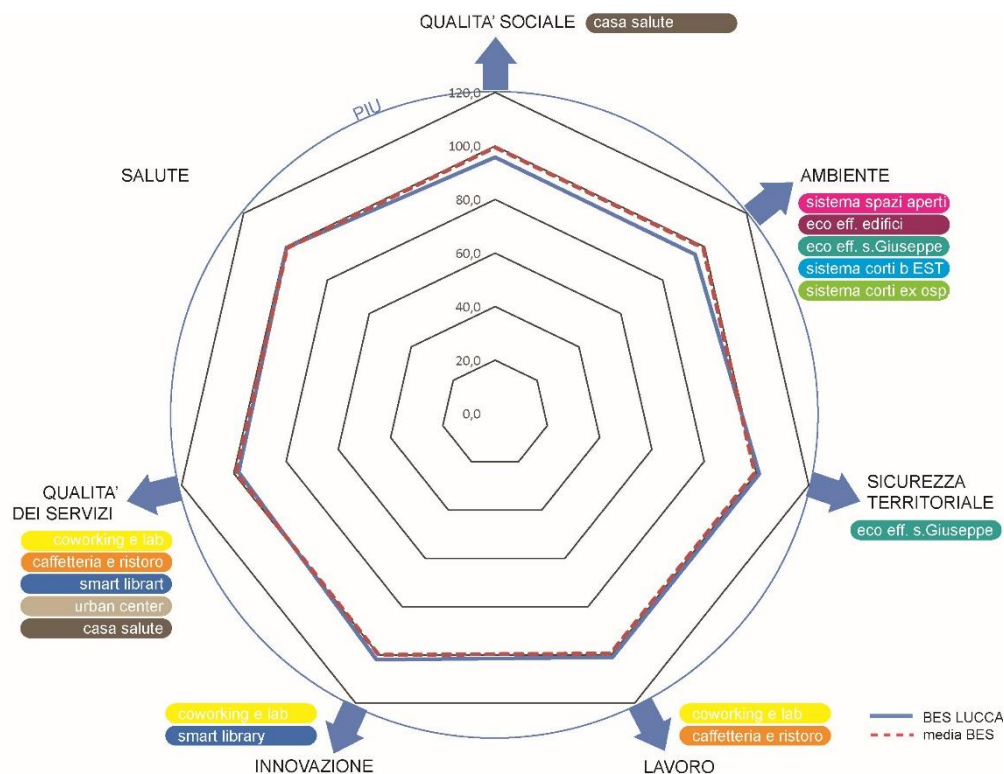 QUALITA' SOCIALE
casa salute
PIU
120,0
100,0
80,0
60,0
40,0
20,0
0,0
SALUTE
AMBIENTE
sistema spazi aperti
eco eff. edifici
eco eff. s.Giuseppe
sistema corti b EST
sistema corti ex osp
SICUREZZA
TERRITORIALE
eco eff. s.Giuseppe
QUALITA'
DEI SERVIZI
coworking e lab
caffetteria e ristoro
smart librart
urban center
casa salute
coworking e lab
smart library
INNOVAZIONE
coworking e lab
caffetteria e ristoro
LAVORO
BES LUCCA
media BES